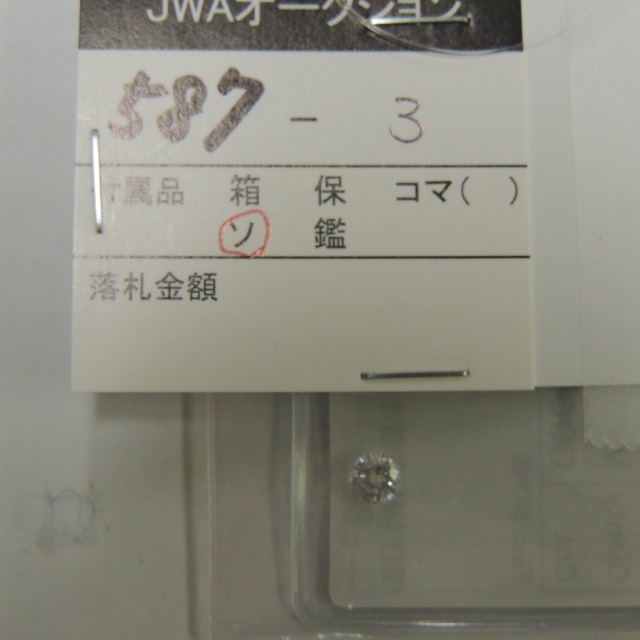 JWAオークション
587-3
付属品 箱 保 コマ( )
ソ 鑑
落札金額